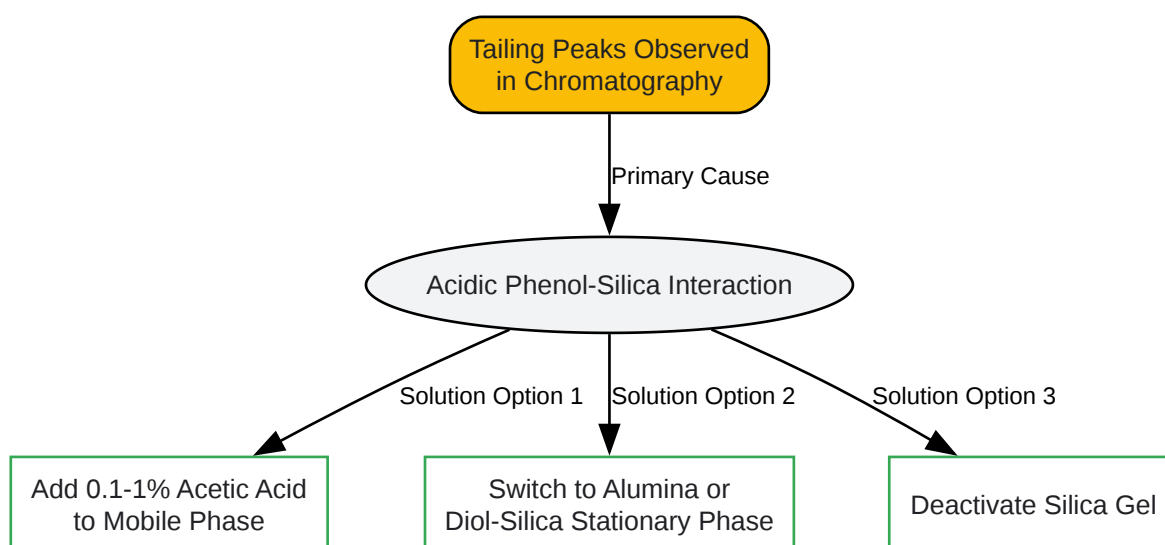 Tailing Peaks Observed
in Chromatography
Primary Cause
Acidic Phenol-Silica Interaction
Solution Option 1
Solution Option 2
Solution Option 3
Add 0.1-1% Acetic Acid
to Mobile Phase
Switch to Alumina or
Diol-Silica Stationary Phase
Deactivate Silica Gel